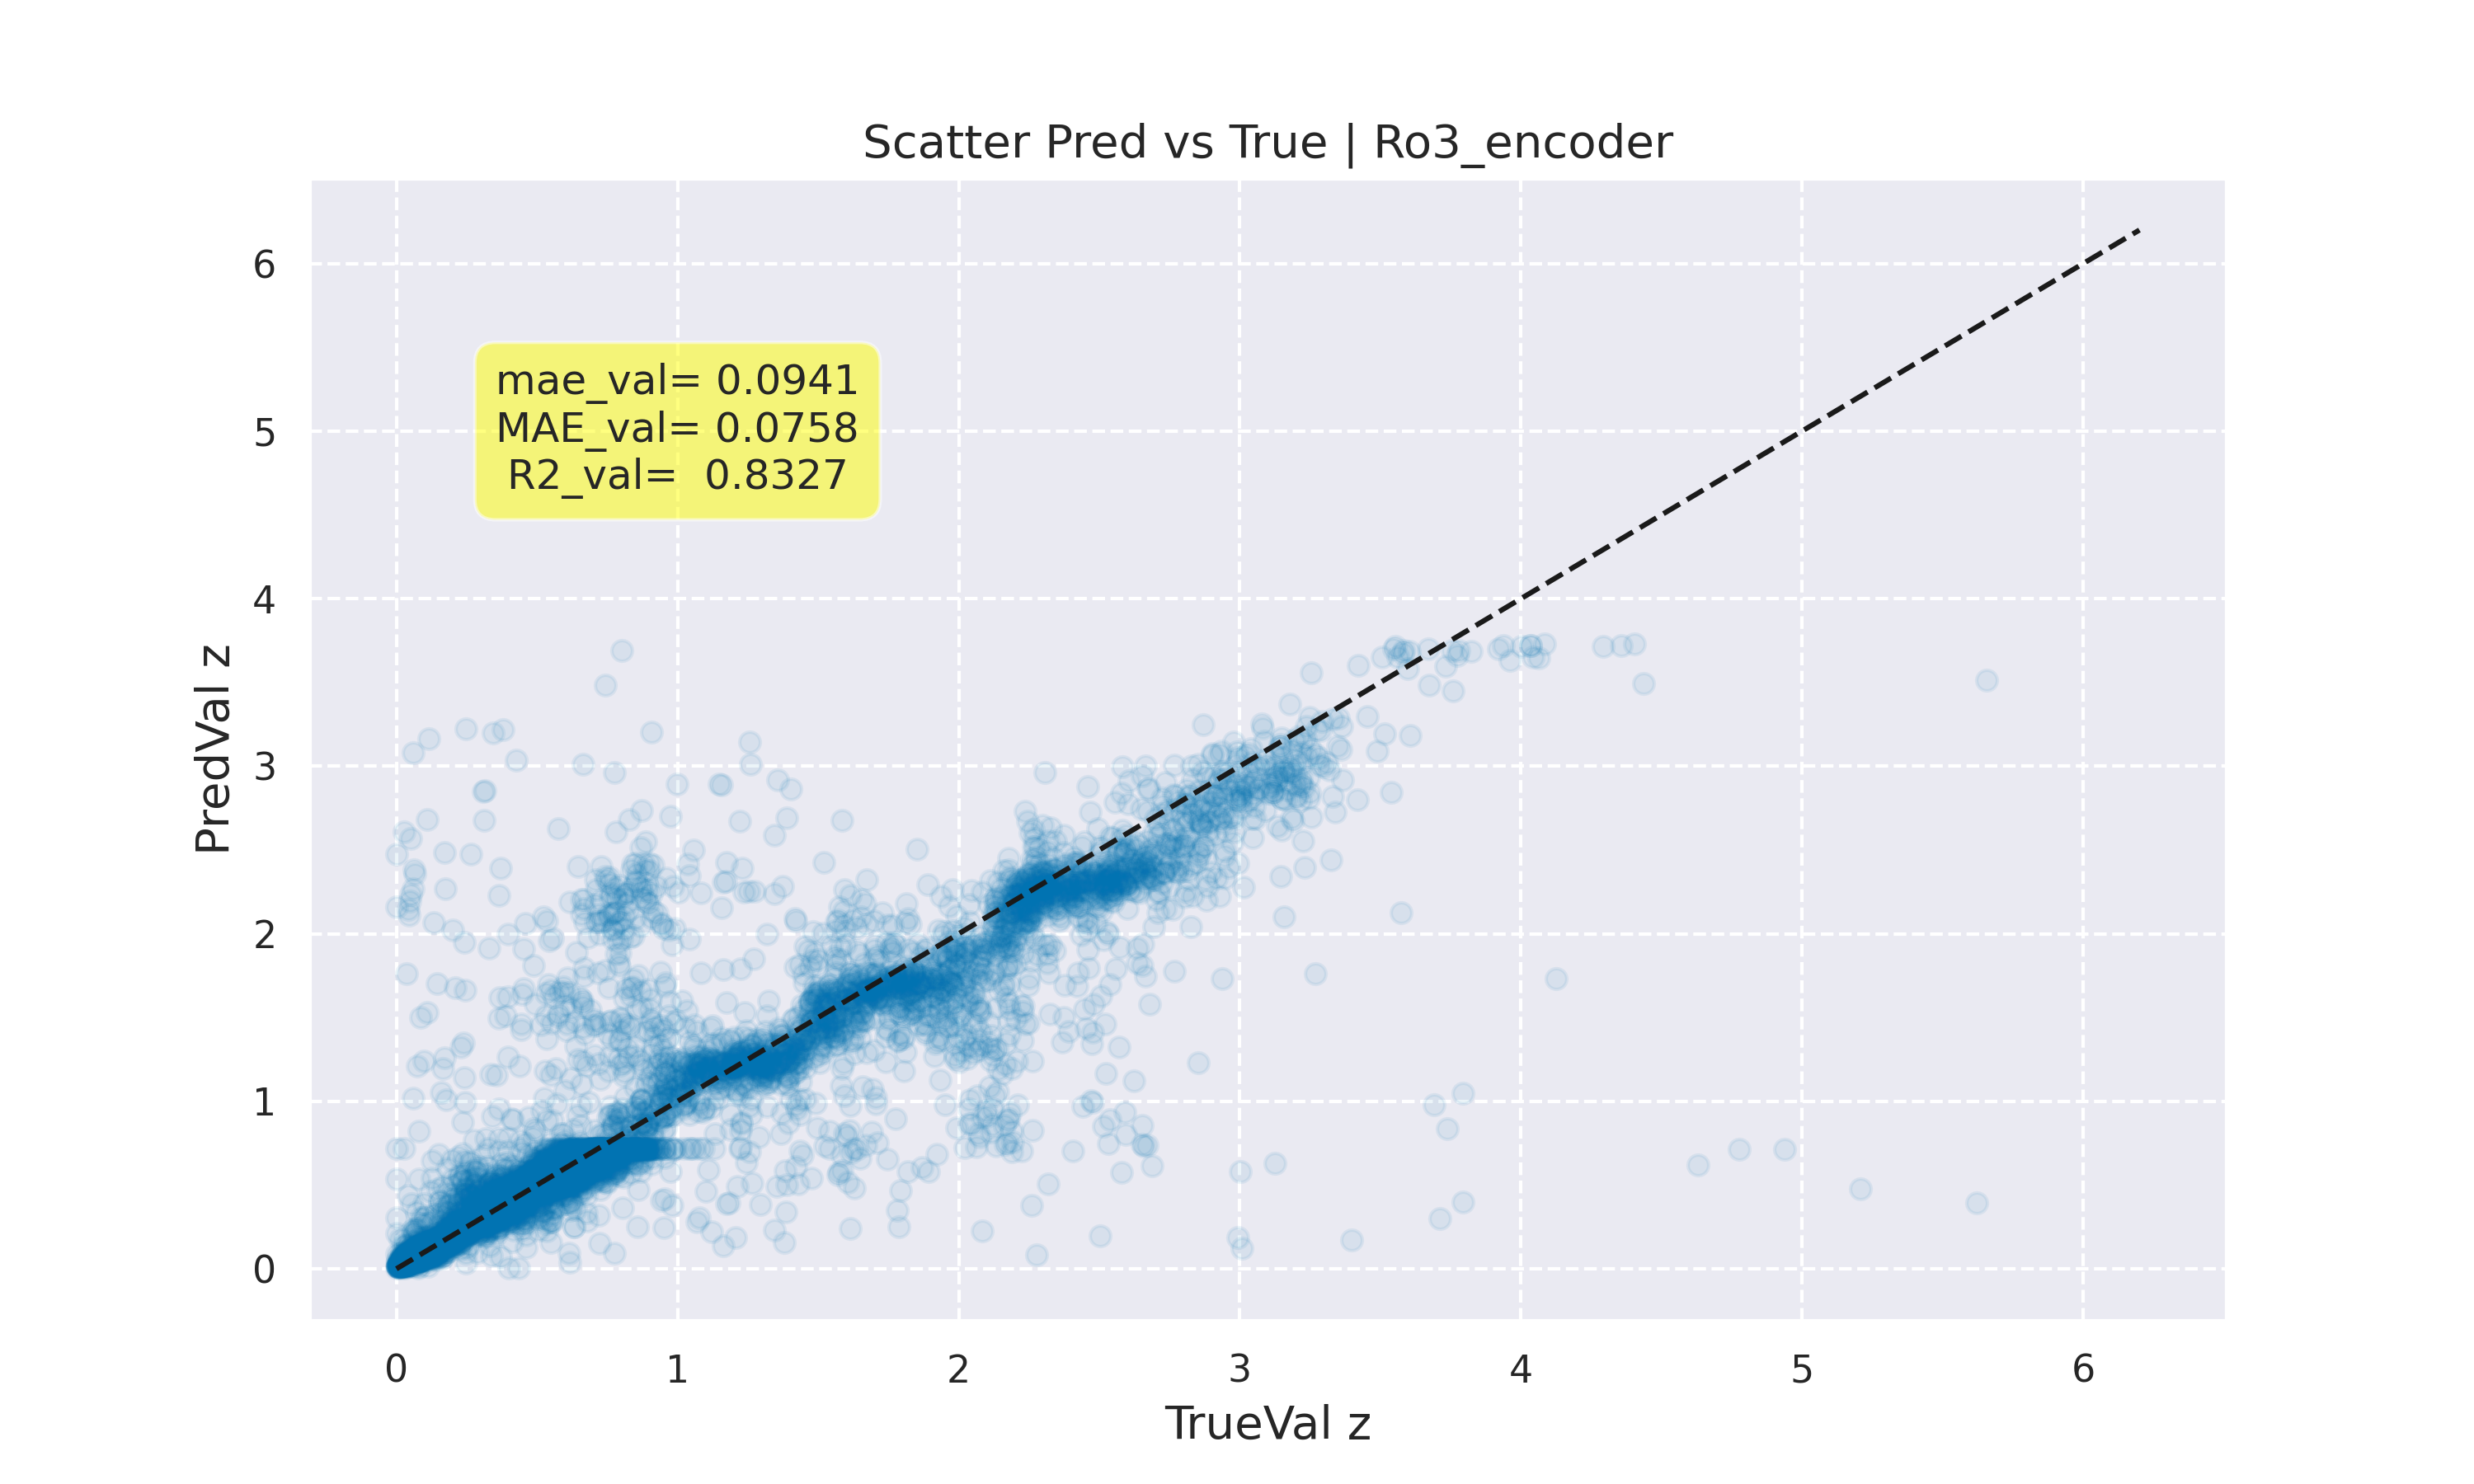 Scatter Pred vs True | Ro3_encoder
6
5
4
3
2
1
0
PredVal z
mae_val= 0.0941
MAE_val= 0.0758
R2_val=  0.8327
0 1 2 3 4 5 6
TrueVal z